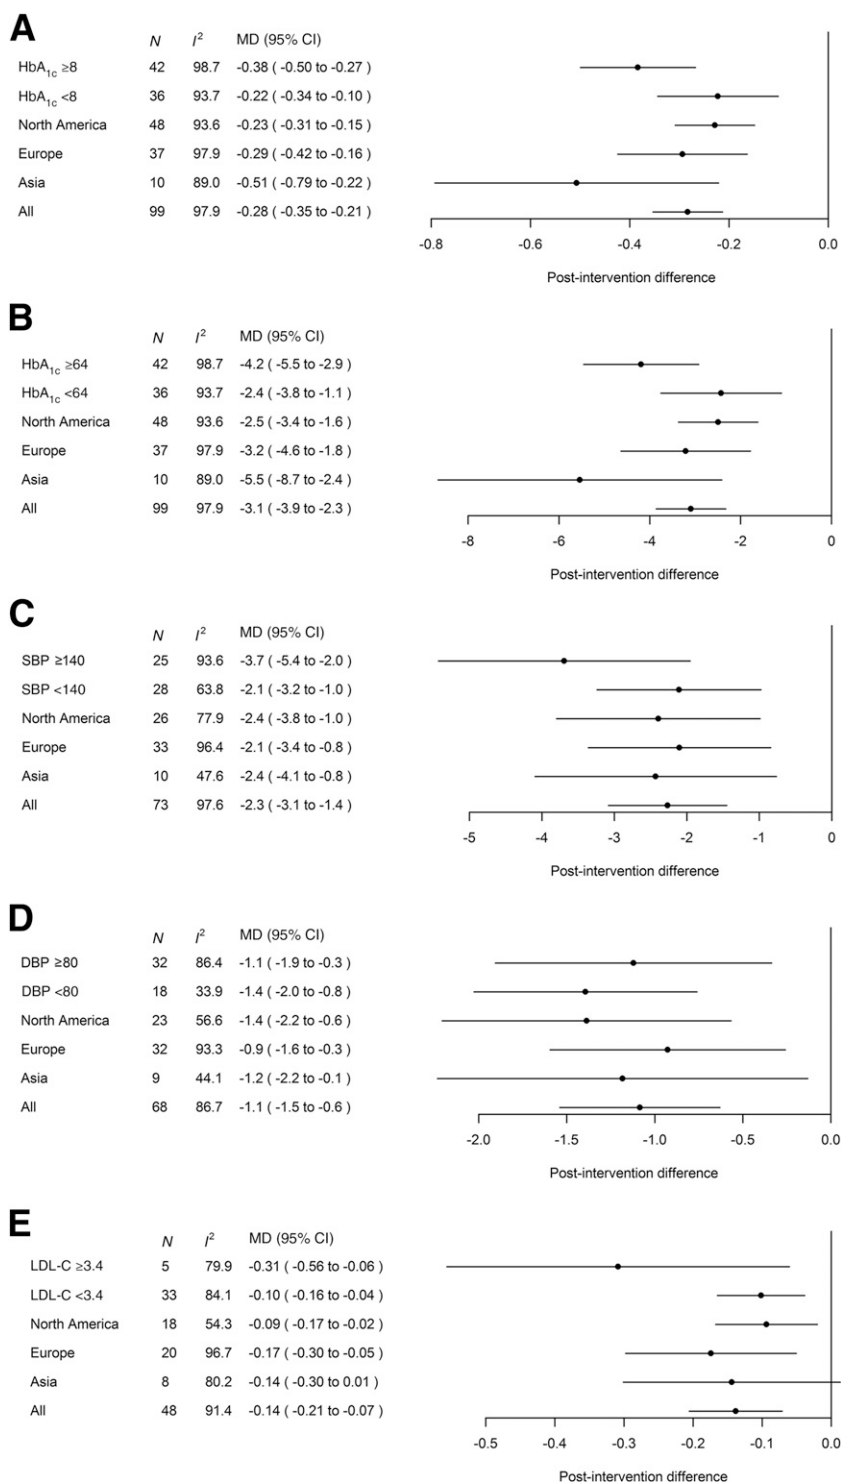 A
N I² MD (95% CI)
HbA1c ≥8 42 98.7 -0.38 ( -0.50 to -0.27 )
HbA1c <8 36 93.7 -0.22 ( -0.34 to -0.10 )
North America 48 93.6 -0.23 ( -0.31 to -0.15 )
Europe 37 97.9 -0.29 ( -0.42 to -0.16 )
Asia 10 89.0 -0.51 ( -0.79 to -0.22 )
All 99 97.9 -0.28 ( -0.35 to -0.21 )
-0.8 -0.6 -0.4 -0.2 0.0
Post-intervention difference
B
N I² MD (95% CI)
HbA1c ≥64 42 98.7 -4.2 ( -5.5 to -2.9 )
HbA1c <64 36 93.7 -2.4 ( -3.8 to -1.1 )
North America 48 93.6 -2.5 ( -3.4 to -1.6 )
Europe 37 97.9 -3.2 ( -4.6 to -1.8 )
Asia 10 89.0 -5.5 ( -8.7 to -2.4 )
All 99 97.9 -3.1 ( -3.9 to -2.3 )
-8 -6 -4 -2 0
Post-intervention difference
C
N I² MD (95% CI)
SBP ≥140 25 93.6 -3.7 ( -5.4 to -2.0 )
SBP <140 28 63.8 -2.1 ( -3.2 to -1.0 )
North America 26 77.9 -2.4 ( -3.8 to -1.0 )
Europe 33 96.4 -2.1 ( -3.4 to -0.8 )
Asia 10 47.6 -2.4 ( -4.1 to -0.8 )
All 73 97.6 -2.3 ( -3.1 to -1.4 )
-5 -4 -3 -2 -1 0
Post-intervention difference
D
N I² MD (95% CI)
DBP ≥80 32 86.4 -1.1 ( -1.9 to -0.3 )
DBP <80 18 33.9 -1.4 ( -2.0 to -0.8 )
North America 23 56.6 -1.4 ( -2.2 to -0.6 )
Europe 32 93.3 -0.9 ( -1.6 to -0.3 )
Asia 9 44.1 -1.2 ( -2.2 to -0.1 )
All 68 86.7 -1.1 ( -1.5 to -0.6 )
-2.0 -1.5 -1.0 -0.5 0.0
Post-intervention difference
E
N I² MD (95% CI)
LDL-C ≥3.4 5 79.9 -0.31 ( -0.56 to -0.06 )
LDL-C <3.4 33 84.1 -0.10 ( -0.16 to -0.04 )
North America 18 54.3 -0.09 ( -0.17 to -0.02 )
Europe 20 96.7 -0.17 ( -0.30 to -0.05 )
Asia 8 80.2 -0.14 ( -0.30 to 0.01 )
All 48 91.4 -0.14 ( -0.21 to -0.07 )
-0.5 -0.4 -0.3 -0.2 -0.1 0.0
Post-intervention difference